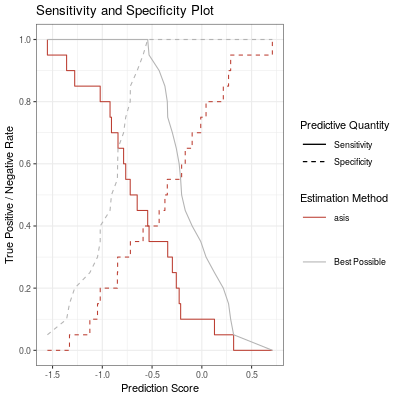 Sensitivity and Specificity Plot
True Positive / Negative Rate
1.0
0.8
0.6
0.4
0.2
0.0
-1.5
-1.0
-0.5
0.0
0.5
Prediction Score
Predictive Quantity
Sensitivity
Specificity
Estimation Method
asis
Best Possible